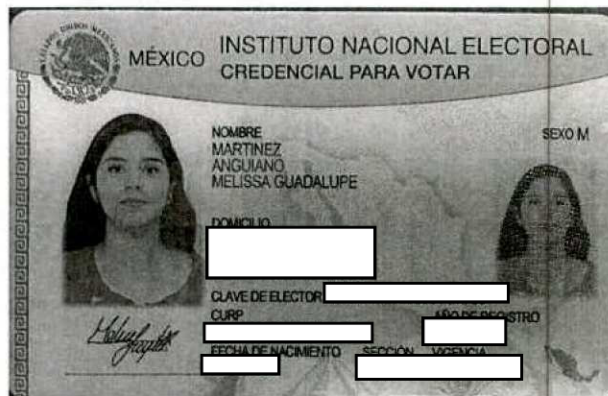 MÉXICO INSTITUTO NACIONAL ELECTORAL
CREDENCIAL PARA VOTAR
NOMBRE SEXO M
MARTINEZ
ANGUIANO
MELISSA GUADALUPE
DOMICILIO
CLAVE DE ELECTOR
CURP AÑO DE REGISTRO
FECHA DE NACIMIENTO SECCIÓN VIGENCIA